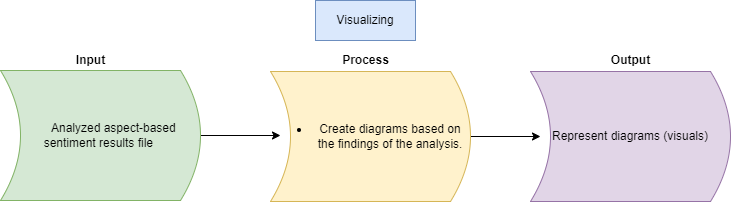 Visualizing
Input
Process
Output
Analyzed aspect-based
sentiment results file
• Create diagrams based on
the findings of the analysis.
Represent diagrams (visuals)